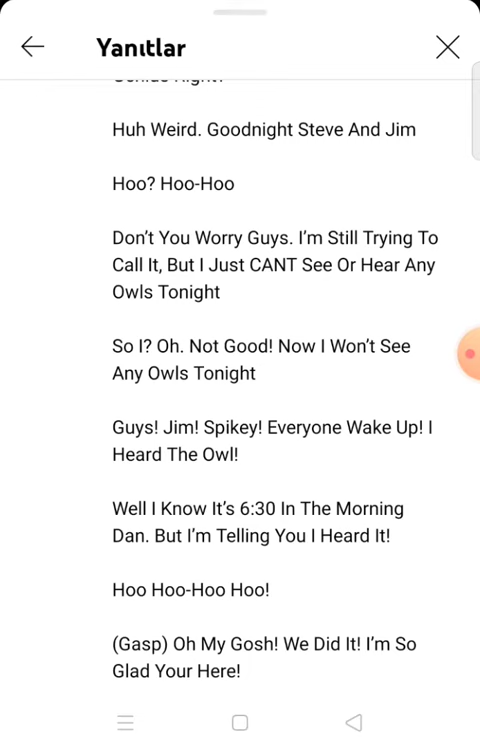 Yanıtlar
Huh Weird. Goodnight Steve And Jim
Hoo? Hoo-Hoo
Don't You Worry Guys. I'm Still Trying To
Call It, But I Just CANT See Or Hear Any
Owls Tonight
So I? Oh. Not Good! Now I Won't See
Any Owls Tonight
Guys! Jim! Spikey! Everyone Wake Up! I
Heard The Owl!
Well I Know It's 6:30 In The Morning
Dan. But I'm Telling You I Heard It!
Hoo Hoo-Hoo Hoo!
(Gasp) Oh My Gosh! We Did It! I'm So
Glad Your Here!